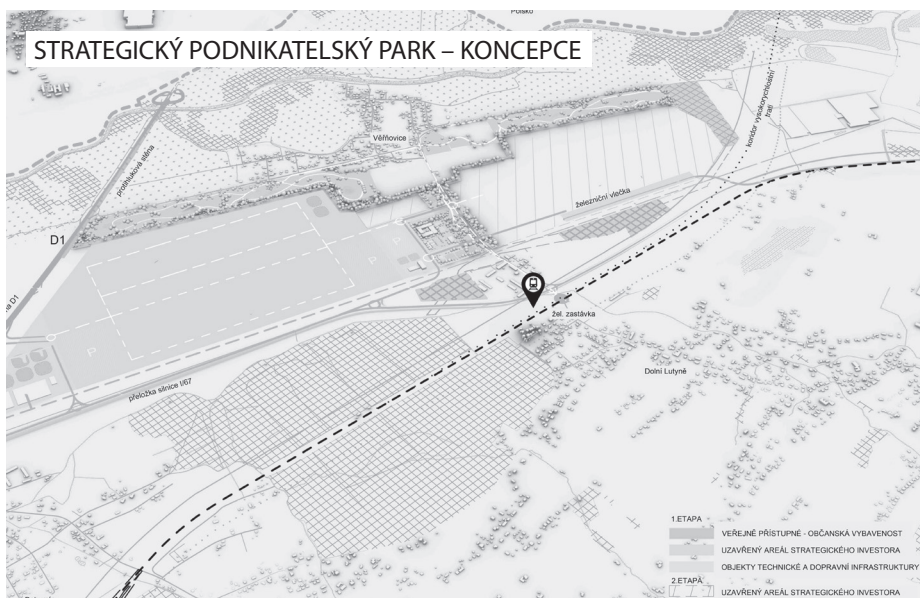 Polsko
STRATEGICKÝ PODNIKATELSKÝ PARK – KONCEPCE
koridor vysokorychlostní
trati
protihluková stěna
Věřňovice
železniční vlečka
D1
na D1
P
P
P
žel. zastávka
Dolní Lutyně
přeložka silnice I/67
1.ETAPA
VEŘEJNĚ PŘÍSTUPNÉ - OBČANSKÁ VYBAVENOST
UZAVŘENÝ AREÁL STRATEGICKÉHO INVESTORA
OBJEKTY TECHNICKÉ A DOPRAVNÍ INFRASTRUKTURY
2.ETAPA
UZAVŘENÝ AREÁL STRATEGICKÉHO INVESTORA